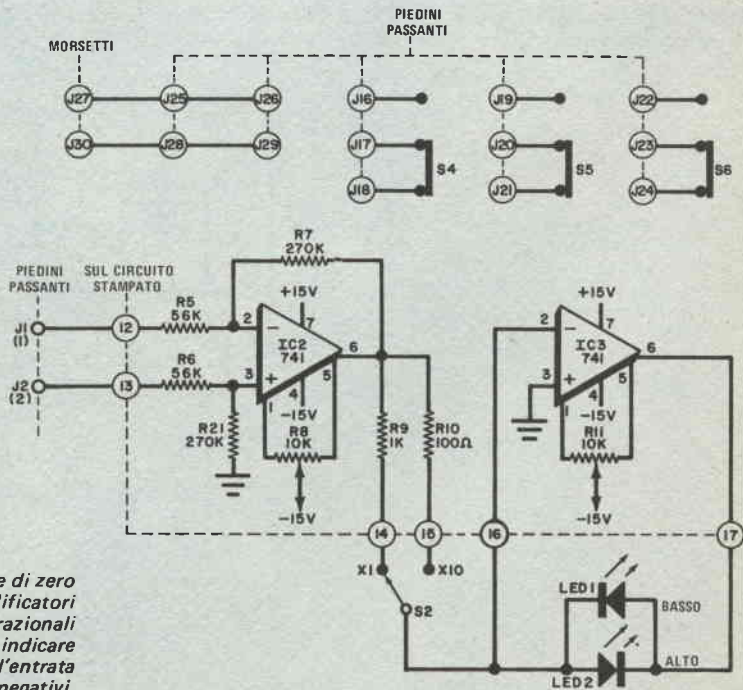 PIEDINI
PASSANTI
MORSETTI
J27 J25 J26 J16 J19 J22
J30 J28 J29 J17 J20 J23
S4 S5 S6
J18 J21 J24
R7
270K
PIEDINI
PASSANTI
SUL CIRCUITO
STAMPATO
R5
56K
+15V
+15V
J1
(1)
12
2
−
7
IC2
741
6
2
−
7
IC3
741
6
R6
56K
J2
(2)
13
3
+
4
5
1
−15V
3
+
4
5
1
−15V
R21
270K
R8
10K
R9
1K
R10
100Ω
R11
10K
−15V
−15V
14 15 16 17
X1 X10
S2
LED1
BASSO
ALTO
LED2
e di zero
lificatori
razionali
indicare
l'entrata
negativi.